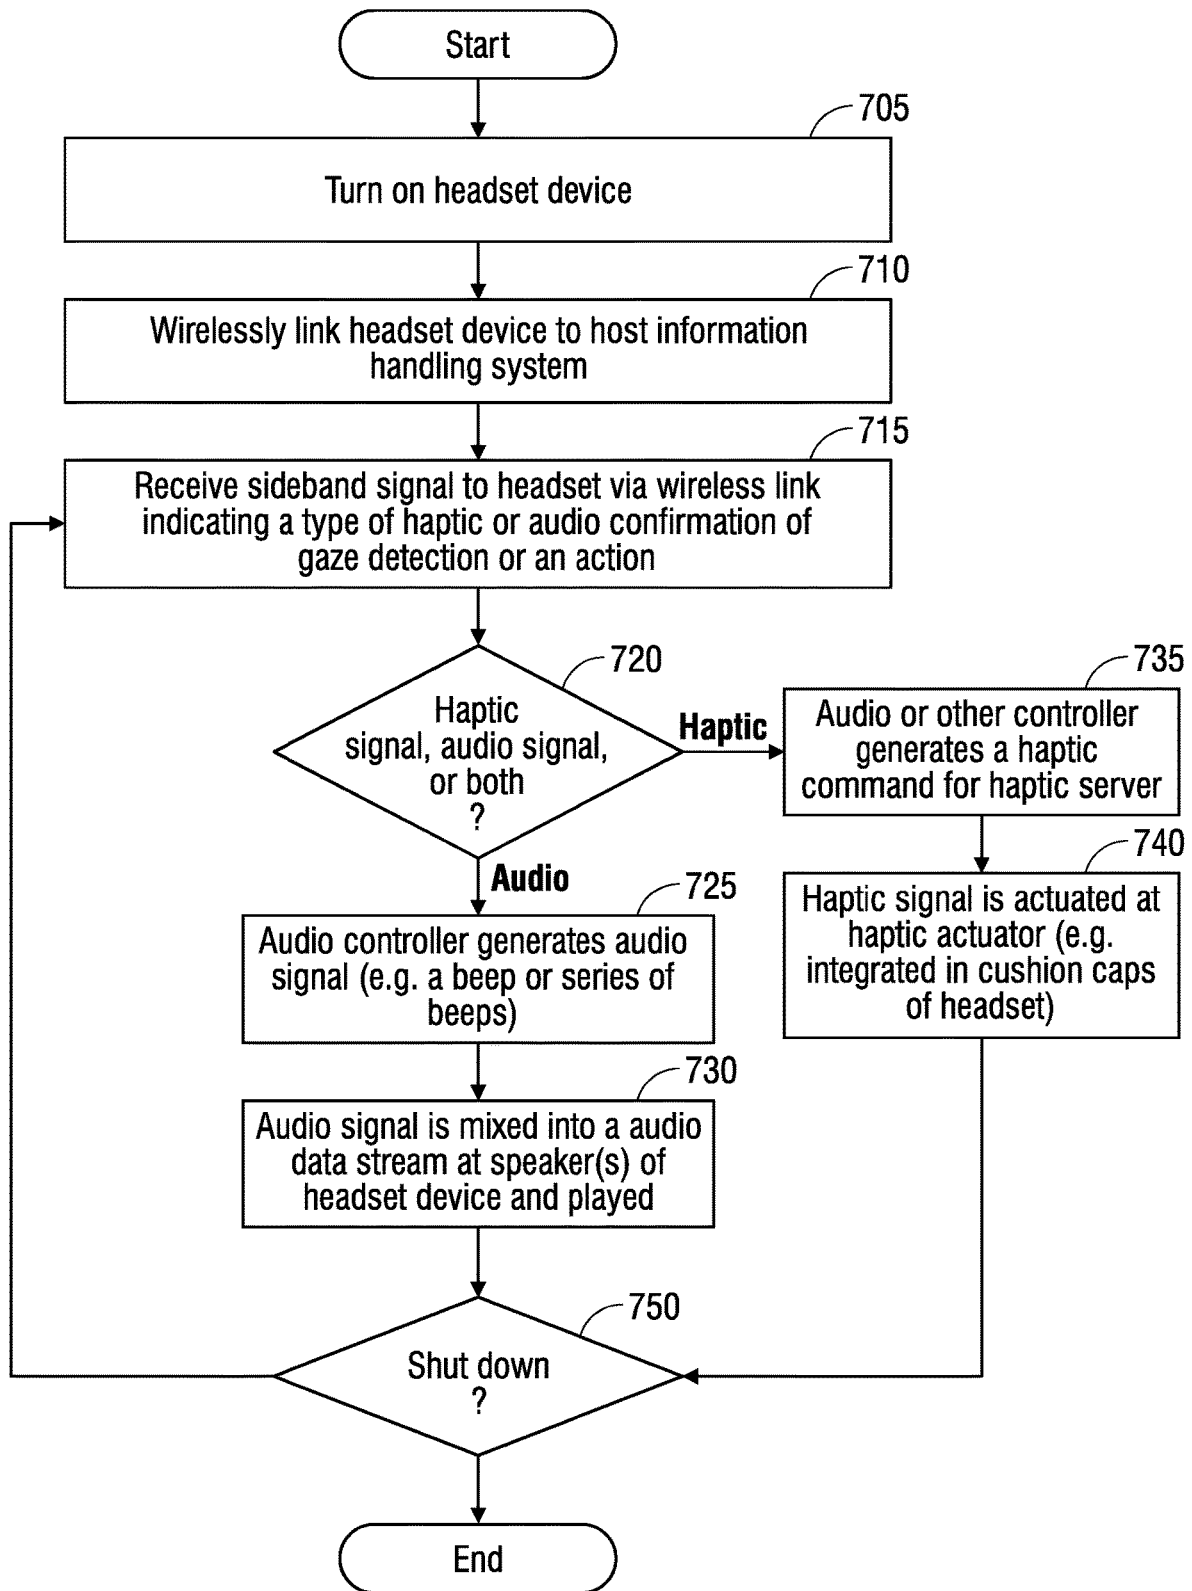 Start
705
Turn on headset device
710
Wirelessly link headset device to host information
handling system
715
Receive sideband signal to headset via wireless link
indicating a type of haptic or audio confirmation of
gaze detection or an action
720
Haptic
signal, audio signal,
or both
?
Haptic
735
Audio or other controller
generates a haptic
command for haptic server
740
Haptic signal is actuated at
haptic actuator (e.g.
integrated in cushion caps
of headset)
Audio
725
Audio controller generates audio
signal (e.g. a beep or series of
beeps)
730
Audio signal is mixed into a audio
data stream at speaker(s) of
headset device and played
750
Shut down
?
End